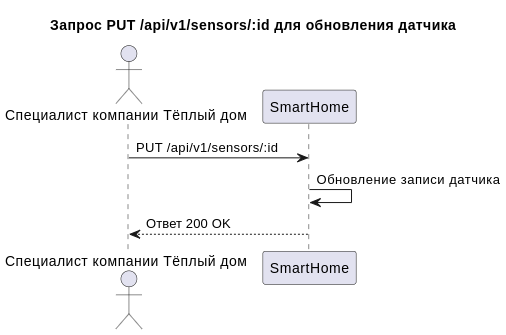 Запрос PUT /api/v1/sensors/:id для обновления датчика
Специалист компании Тёплый дом
SmartHome
PUT /api/v1/sensors/:id
Обновление записи датчика
Ответ 200 OK
Специалист компании Тёплый дом
SmartHome